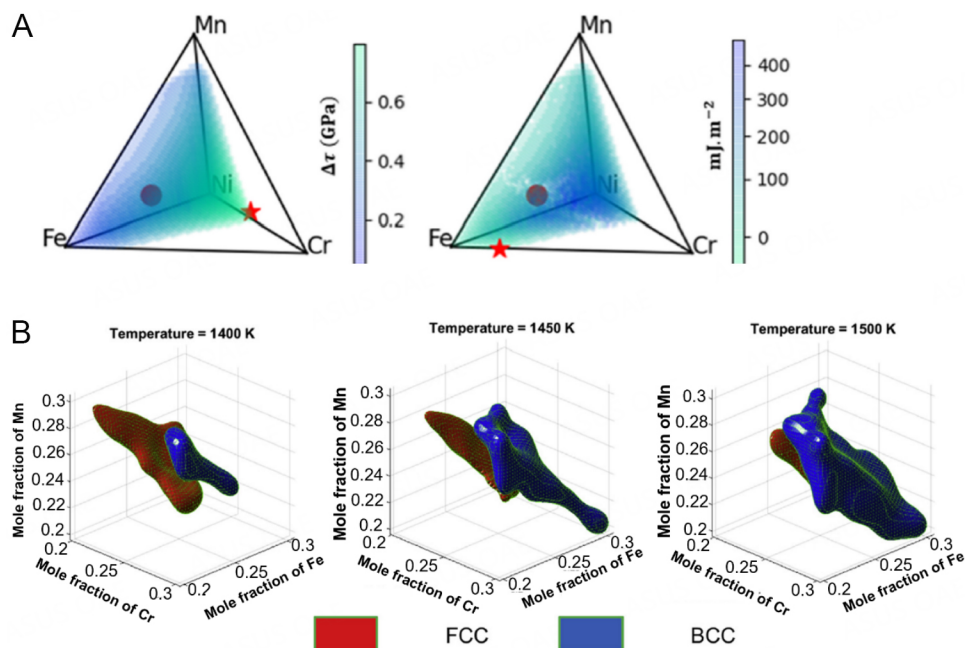 A
Mn
Ni
Fe
Cr
0.6
0.4
0.2
Δτ (GPa)
Mn
Ni
Fe
Cr
400
300
200
100
0
mJ.m⁻²
B
Temperature = 1400 K
Mole fraction of Mn
0.3
0.28
0.26
0.24
0.22
0.2
0.2
0.25
0.3
Mole fraction of Cr
0.2
0.25
0.3
Mole fraction of Fe
Temperature = 1450 K
Mole fraction of Mn
0.3
0.28
0.26
0.24
0.22
0.2
0.2
0.25
0.3
Mole fraction of Cr
0.2
0.25
0.3
Mole fraction of Fe
Temperature = 1500 K
Mole fraction of Mn
0.3
0.28
0.26
0.24
0.22
0.2
0.2
0.25
0.3
Mole fraction of Cr
0.2
0.25
0.3
Mole fraction of Fe
FCC
BCC